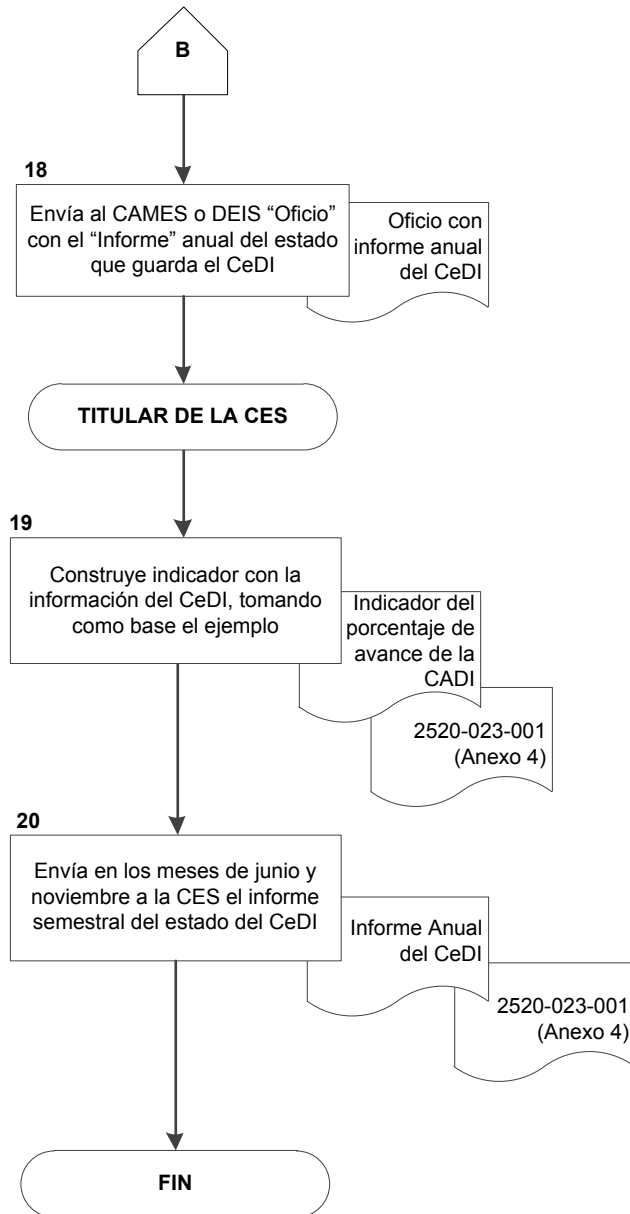 B
18
Envía al CAMES o DEIS “Oficio”
con el “Informe” anual del estado
que guarda el CeDI
Oficio con
informe anual
del CeDI
TITULAR DE LA CES
19
Construye indicador con la
información del CeDI, tomando
como base el ejemplo
Indicador del
porcentaje de
avance de la
CADI
2520-023-001
(Anexo 4)
20
Envía en los meses de junio y
noviembre a la CES el informe
semestral del estado del CeDI
Informe Anual
del CeDI
2520-023-001
(Anexo 4)
FIN